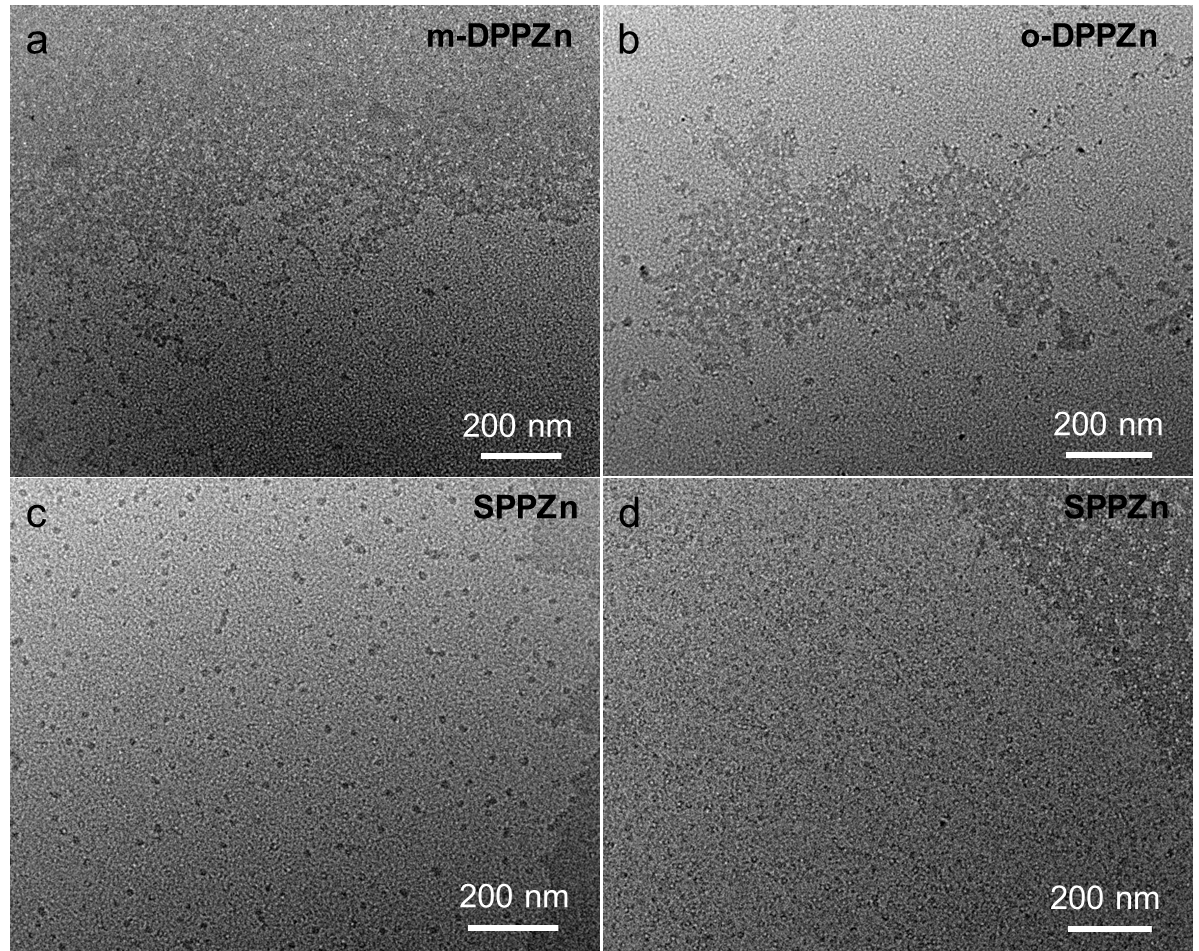 a
m-DPPZn
200 nm
b
o-DPPZn
200 nm
c
SPPZn
200 nm
d
SPPZn
200 nm